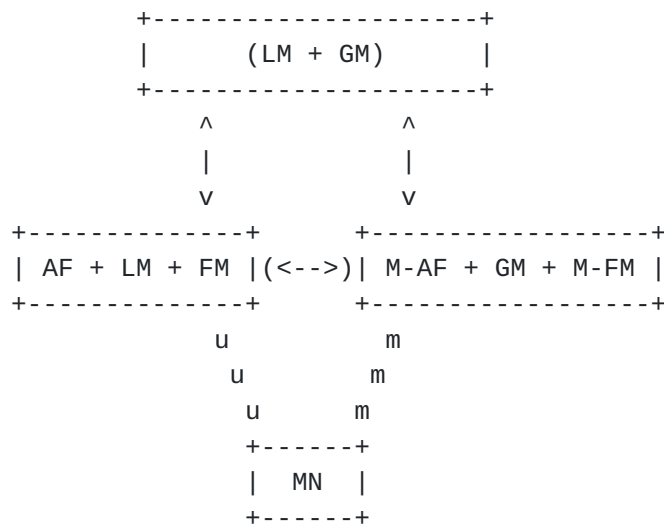 +----------------------+
|      (LM + GM)       |
+----------------------+
^            ^
|            |
v            v
+--------------+      +------------------+
| AF + LM + FM |(<-->)| M-AF + GM + M-FM |
+--------------+      +------------------+
u          m
u        m
u      m
+------+
|  MN  |
+------+